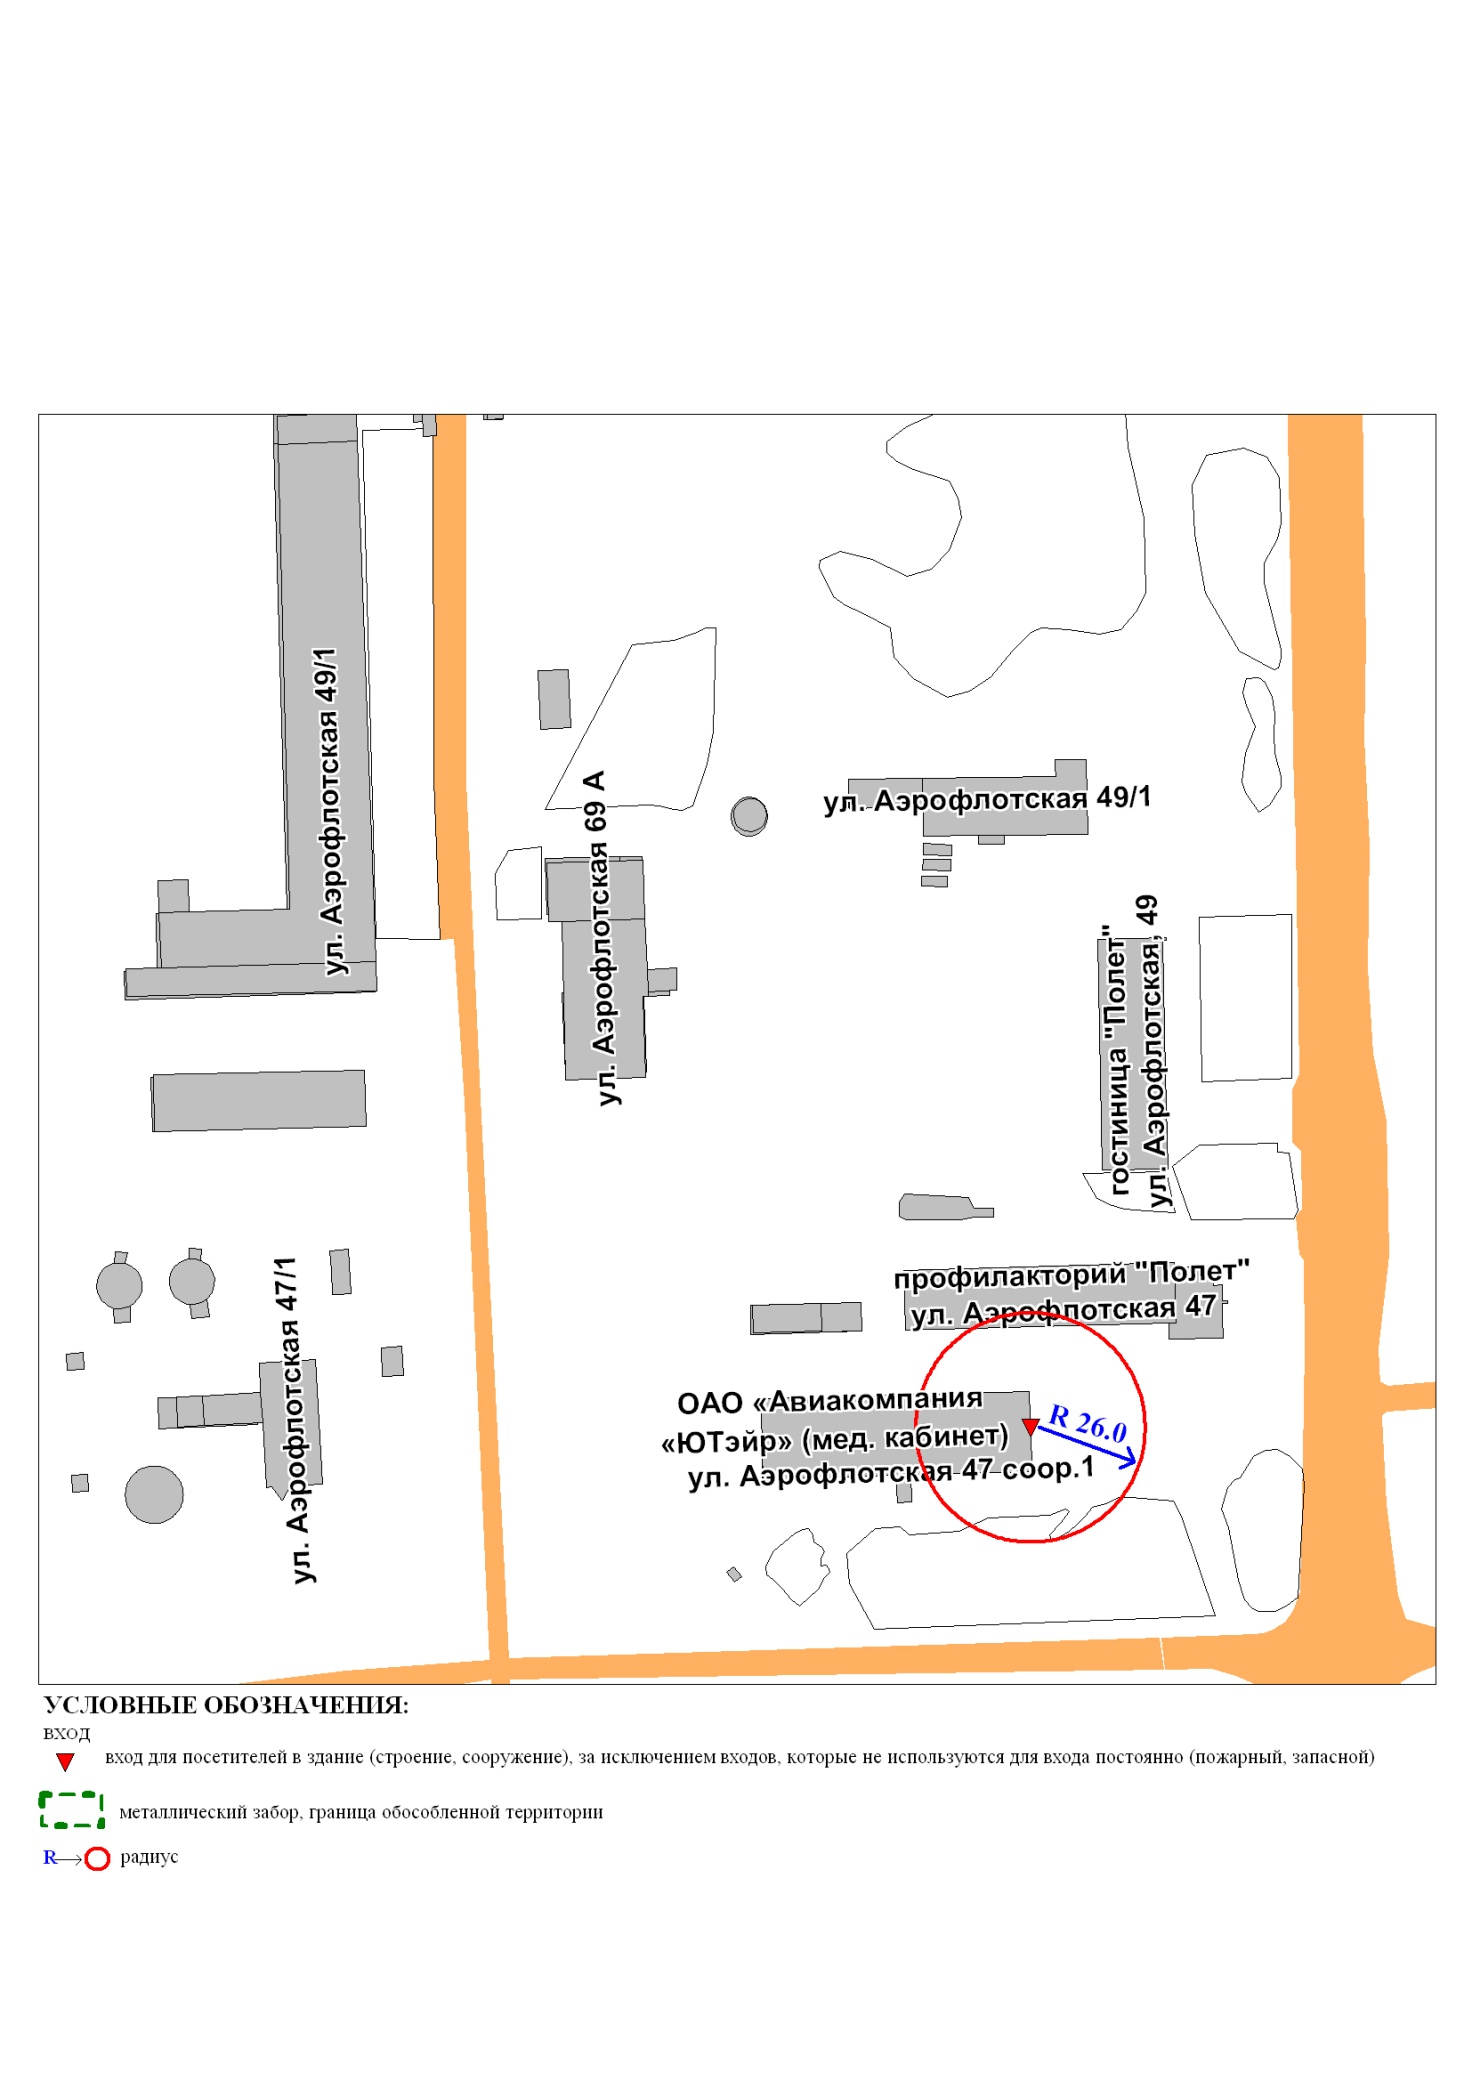 ул. Аэрофлотская 49/1
ул. Аэрофлотская 69 А
ул. Аэрофлотская 49/1
гостиница "Полет"
ул. Аэрофлотская, 49
ул. Аэрофлотская 47/1
профилакторий "Полет"
ул. Аэрофлотская 47
ОАО «Авиакомпания
«ЮТэйр» (мед. кабинет)
ул. Аэрофлотская 47 соор.1
R 26.0
УСЛОВНЫЕ ОБОЗНАЧЕНИЯ:
ВХОД
вход для посетителей в здание (строение, сооружение), за исключением входов, которые не используются для входа постоянно (пожарный, запасной)
металлический забор, граница обособленной территории
R радиус